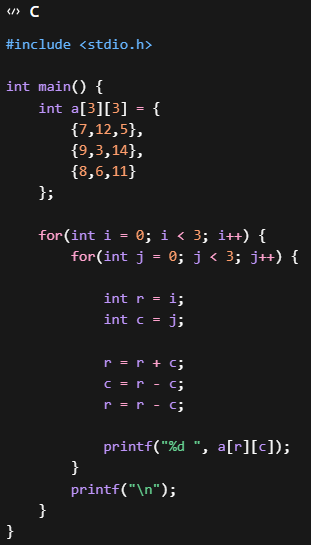 </> C
#include <stdio.h>
int main() {
    int a[3][3] = {
        {7,12,5},
        {9,3,14},
        {8,6,11}
    };
    for(int i = 0; i < 3; i++) {
        for(int j = 0; j < 3; j++) {
            int r = i;
            int c = j;
            r = r + c;
            c = r - c;
            r = r - c;
            printf("%d ", a[r][c]);
        }
        printf("\n");
    }
}